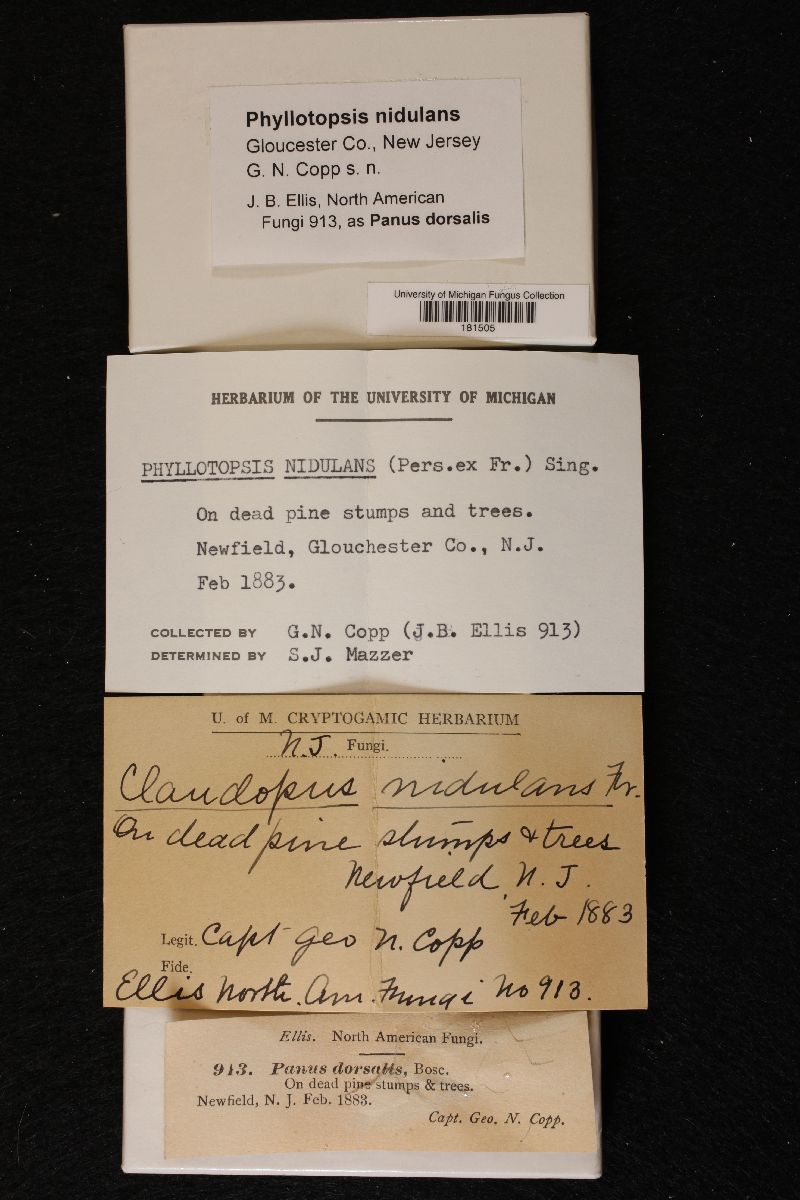 Phyllotopsis nidulans
Gloucester Co., New Jersey
G. N. Copp s. n.
J. B. Ellis, North American
Fungi 913, as Panus dorsalis
University of Michigan Fungus Collection
181505
HERBARIUM OF THE UNIVERSITY OF MICHIGAN
PHYLLOTOPSIS NIDULANS (Pers.ex Fr.) Sing.
On dead pine stumps and trees.
Newfield, Glouchester Co., N.J.
Feb 1883.
COLLECTED BY G.N. Copp (J.B. Ellis 913)
DETERMINED BY S.J. Mazzer
U. of M. CRYPTOGAMIC HERBARIUM
N.J. Fungi.
Claudopus nidulans Fr.
On dead pine stumps & trees
Newfield, N. J.
Feb 1883
Legit. Capt Geo N. Copp
Fide.
Ellis North. Am. Fungi No 913.
Ellis. North American Fungi.
913. Panus dorsalis, Bosc.
On dead pine stumps & trees.
Newfield, N. J. Feb. 1883.
Capt. Geo. N. Copp.